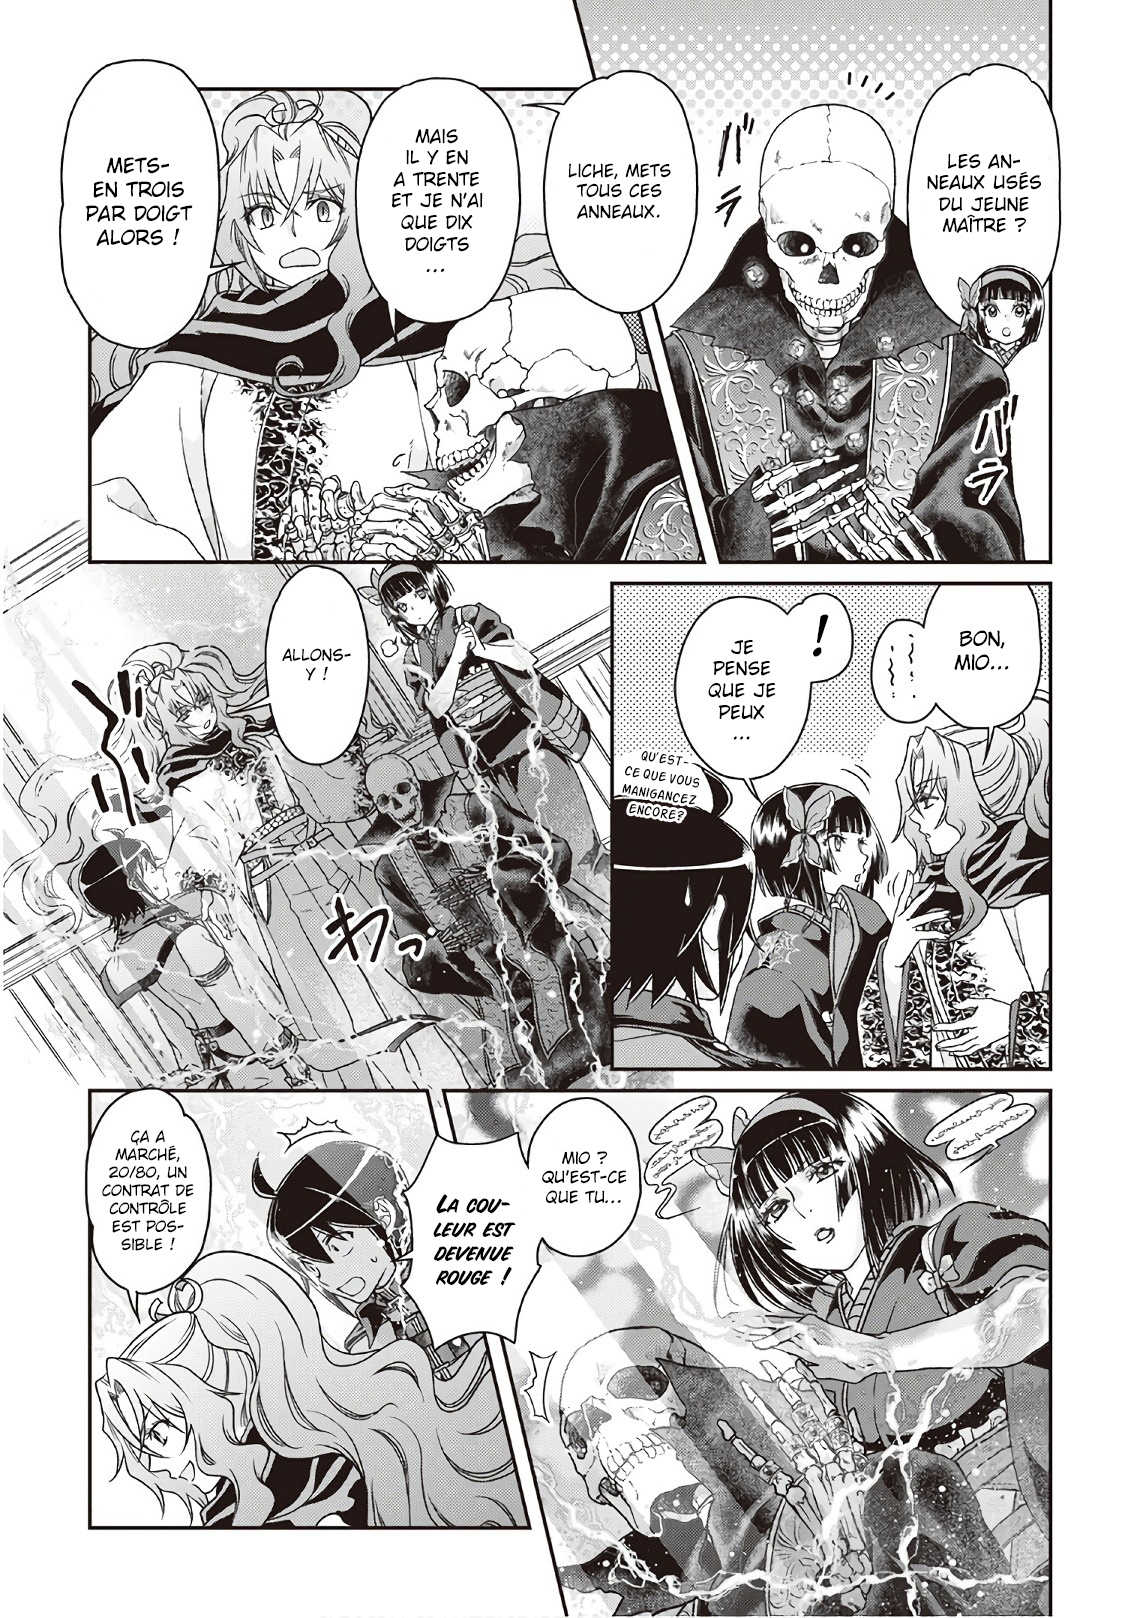 LES AN-
NEAUX USÉS
DU JEUNE
MAÎTRE ?
LICHE, METS
TOUS CES
ANNEAUX.
MAIS
IL Y EN
A TRENTE
ET JE N'AI
QUE DIX
DOIGTS
...
METS-
EN TROIS
PAR DOIGT
ALORS !
BON,
MIO...
!
JE
PENSE
QUE JE
PEUX
...
QU'EST-
CE QUE VOUS
MANIGANCEZ
ENCORE?
ALLONS-
Y !
わっ
MIO ?
QU'EST-CE
QUE TU...
LA COU-
LEUR EST
DEVENUE
ROUGE !
ÇA A
MARCHÉ,
20/80, UN
CONTRAT DE
CONTRÔLE
EST POS-
SIBLE !